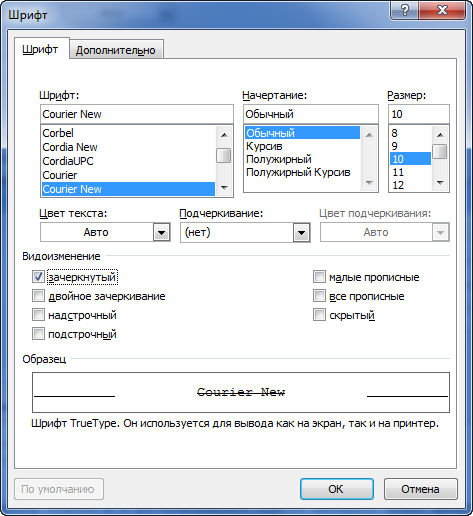 Шрифт
Шрифт Дополнительно
Шрифт: Начертание: Размер:
Courier New Обычный 10
Corbel Обычный 8
Cordia New Курсив 9
CordiaUPC Полужирный 10
Courier Полужирный Курсив 11
Courier New 12
Цвет текста: Подчеркивание: Цвет подчеркивания:
Авто (нет) Авто
Видоизменение
зачеркнутый малые прописные
двойное зачеркивание все прописные
надстрочный скрытый
подстрочный
Образец
Courier New
Шрифт TrueType. Он используется для вывода как на экран, так и на принтер.
По умолчанию ОК Отмена